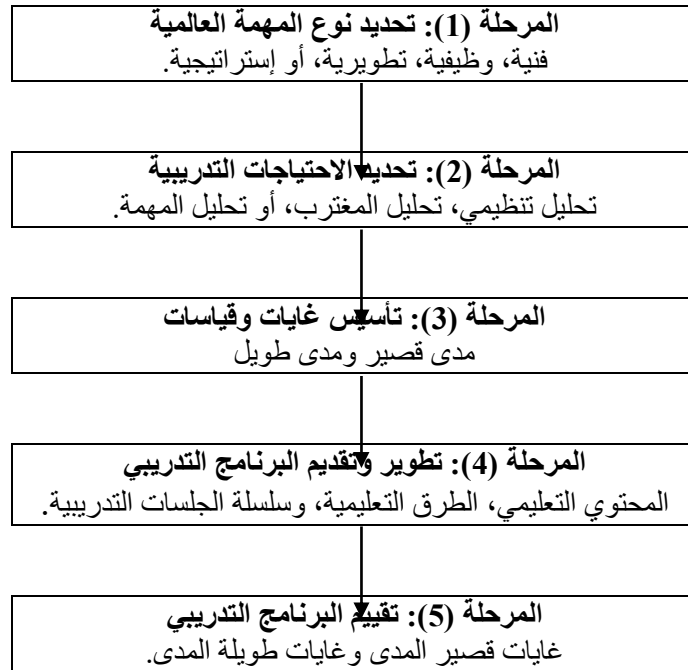 المرحلة (1): تحديد نوع المهمة العالمية
فنية، وظيفية، تطويرية، أو إستراتيجية.
المرحلة (2): تحديد الاحتياجات التدريبية
تحليل تنظيمي، تحليل المغترب، أو تحليل المهمة.
المرحلة (3): تأسيس غايات وقياسات
مدى قصير ومدى طويل
المرحلة (4): تطوير وتقديم البرنامج التدريبي
المحتوي التعليمي، الطرق التعليمية، وسلسلة الجلسات التدريبية.
المرحلة (5): تقييم البرنامج التدريبي
غايات قصير المدى وغايات طويلة المدى.